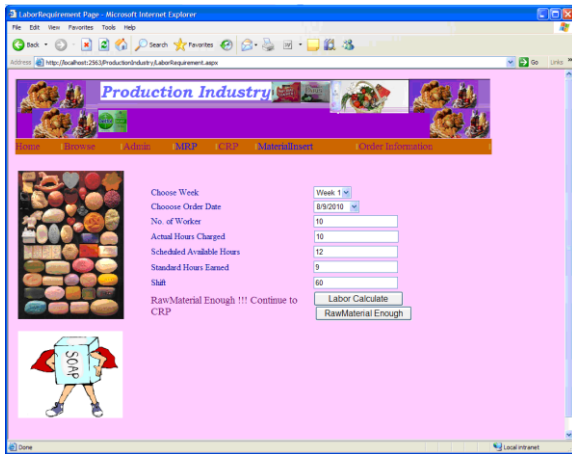 LaborRequirement Page - Microsoft Internet Explorer
File Edit View Favorites Tools Help
Back Search Favorites
Address http://localhost:2563/ProductionIndustry/LaborRequirement.aspx Go Links
Production Industry
Home Browse Admin MRP CRP MaterialInsert Order Information
Choose Week Week 1
Chooose Order Date 8/9/2010
No. of Worker 10
Actual Hours Charged 10
Scheduled Available Hours 12
Standard Hours Earned 9
Shift 60
RawMaterial Enough !!! Continue to
CRP
Labor Calculate
RawMaterial Enough
SOAP
Done Local intranet